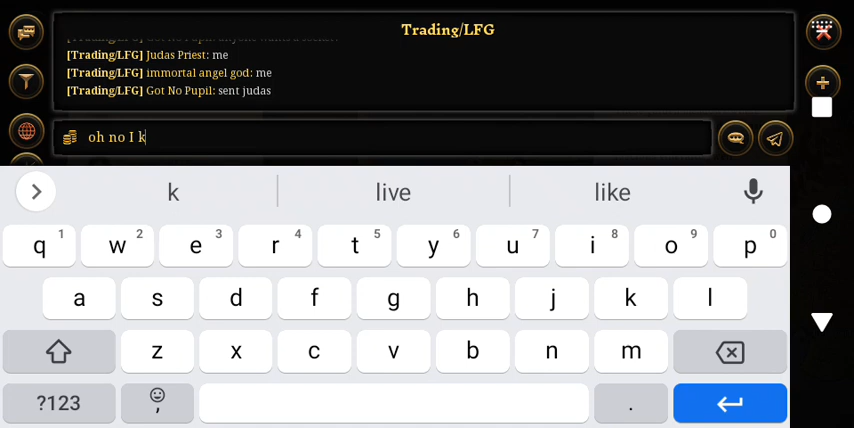 Trading/LFG
[Trading/LFG] Judas Priest: me
[Trading/LFG] immortal angel god: me
[Trading/LFG] Got No Pupil: sent judas
oh no I k
k live like
q 1 w 2 e 3 r 4 t 5 y 6 u 7 i 8 o 9 p 0
a s d f g h j k l
z x c v b n m
?123 , .